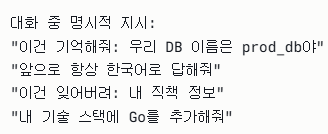 대화 중 명시적 지시:
"이건 기억해줘: 우리 DB 이름은 prod_db야"
"앞으로 항상 한국어로 답해줘"
"이건 잊어버려: 내 직책 정보"
"내 기술 스택에 Go를 추가해줘"